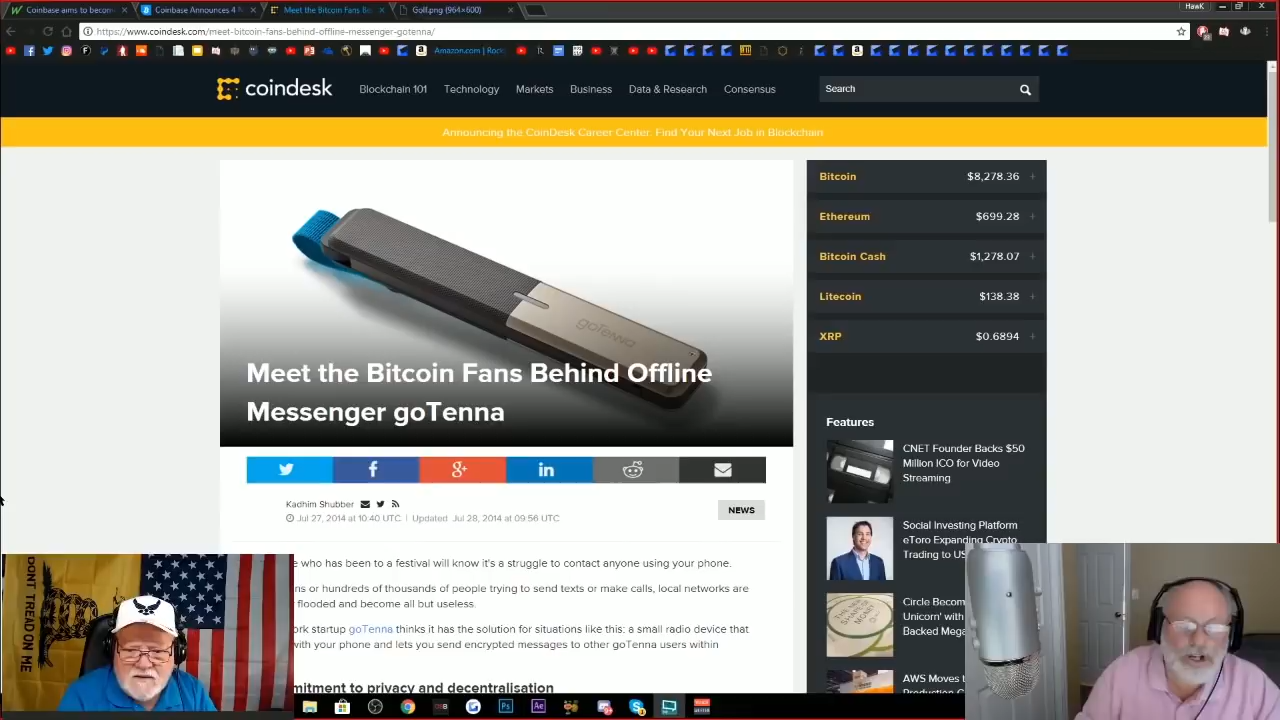 Coinbase aims to becom
Coinbase Announces 4 N
Meet the Bitcoin Fans Be
Golf.png (964×600)
HawK
https://www.coindesk.com/meet-bitcoin-fans-behind-offline-messenger-gotenna/
Amazon.com | Rock
coindesk
Blockchain 101
Technology
Markets
Business
Data & Research
Consensus
Search
Announcing the CoinDesk Career Center. Find Your Next Job in Blockchain
goTenna
Meet the Bitcoin Fans Behind Offline
Messenger goTenna
Kadhim Shubber
Jul 27, 2014 at 10:40 UTC | Updated Jul 28, 2014 at 09:56 UTC
NEWS
e who has been to a festival will know it's a struggle to contact anyone using your phone.
ns or hundreds of thousands of people trying to send texts or make calls, local networks are
flooded and become all but useless.
ork startup goTenna thinks it has the solution for situations like this: a small radio device that
with your phone and lets you send encrypted messages to other goTenna users within
mitment to privacy and decentralisation
Bitcoin $8,278.36 +
Ethereum $699.28 +
Bitcoin Cash $1,278.07 +
Litecoin $138.38 +
XRP $0.6894 +
Features
CNET Founder Backs $50
Million ICO for Video
Streaming
Social Investing Platform
eToro Expanding Crypto
Trading to US
Circle Becom
Unicorn' with
Backed Mega
AWS Moves t
Production C
DONT TREAD ON ME